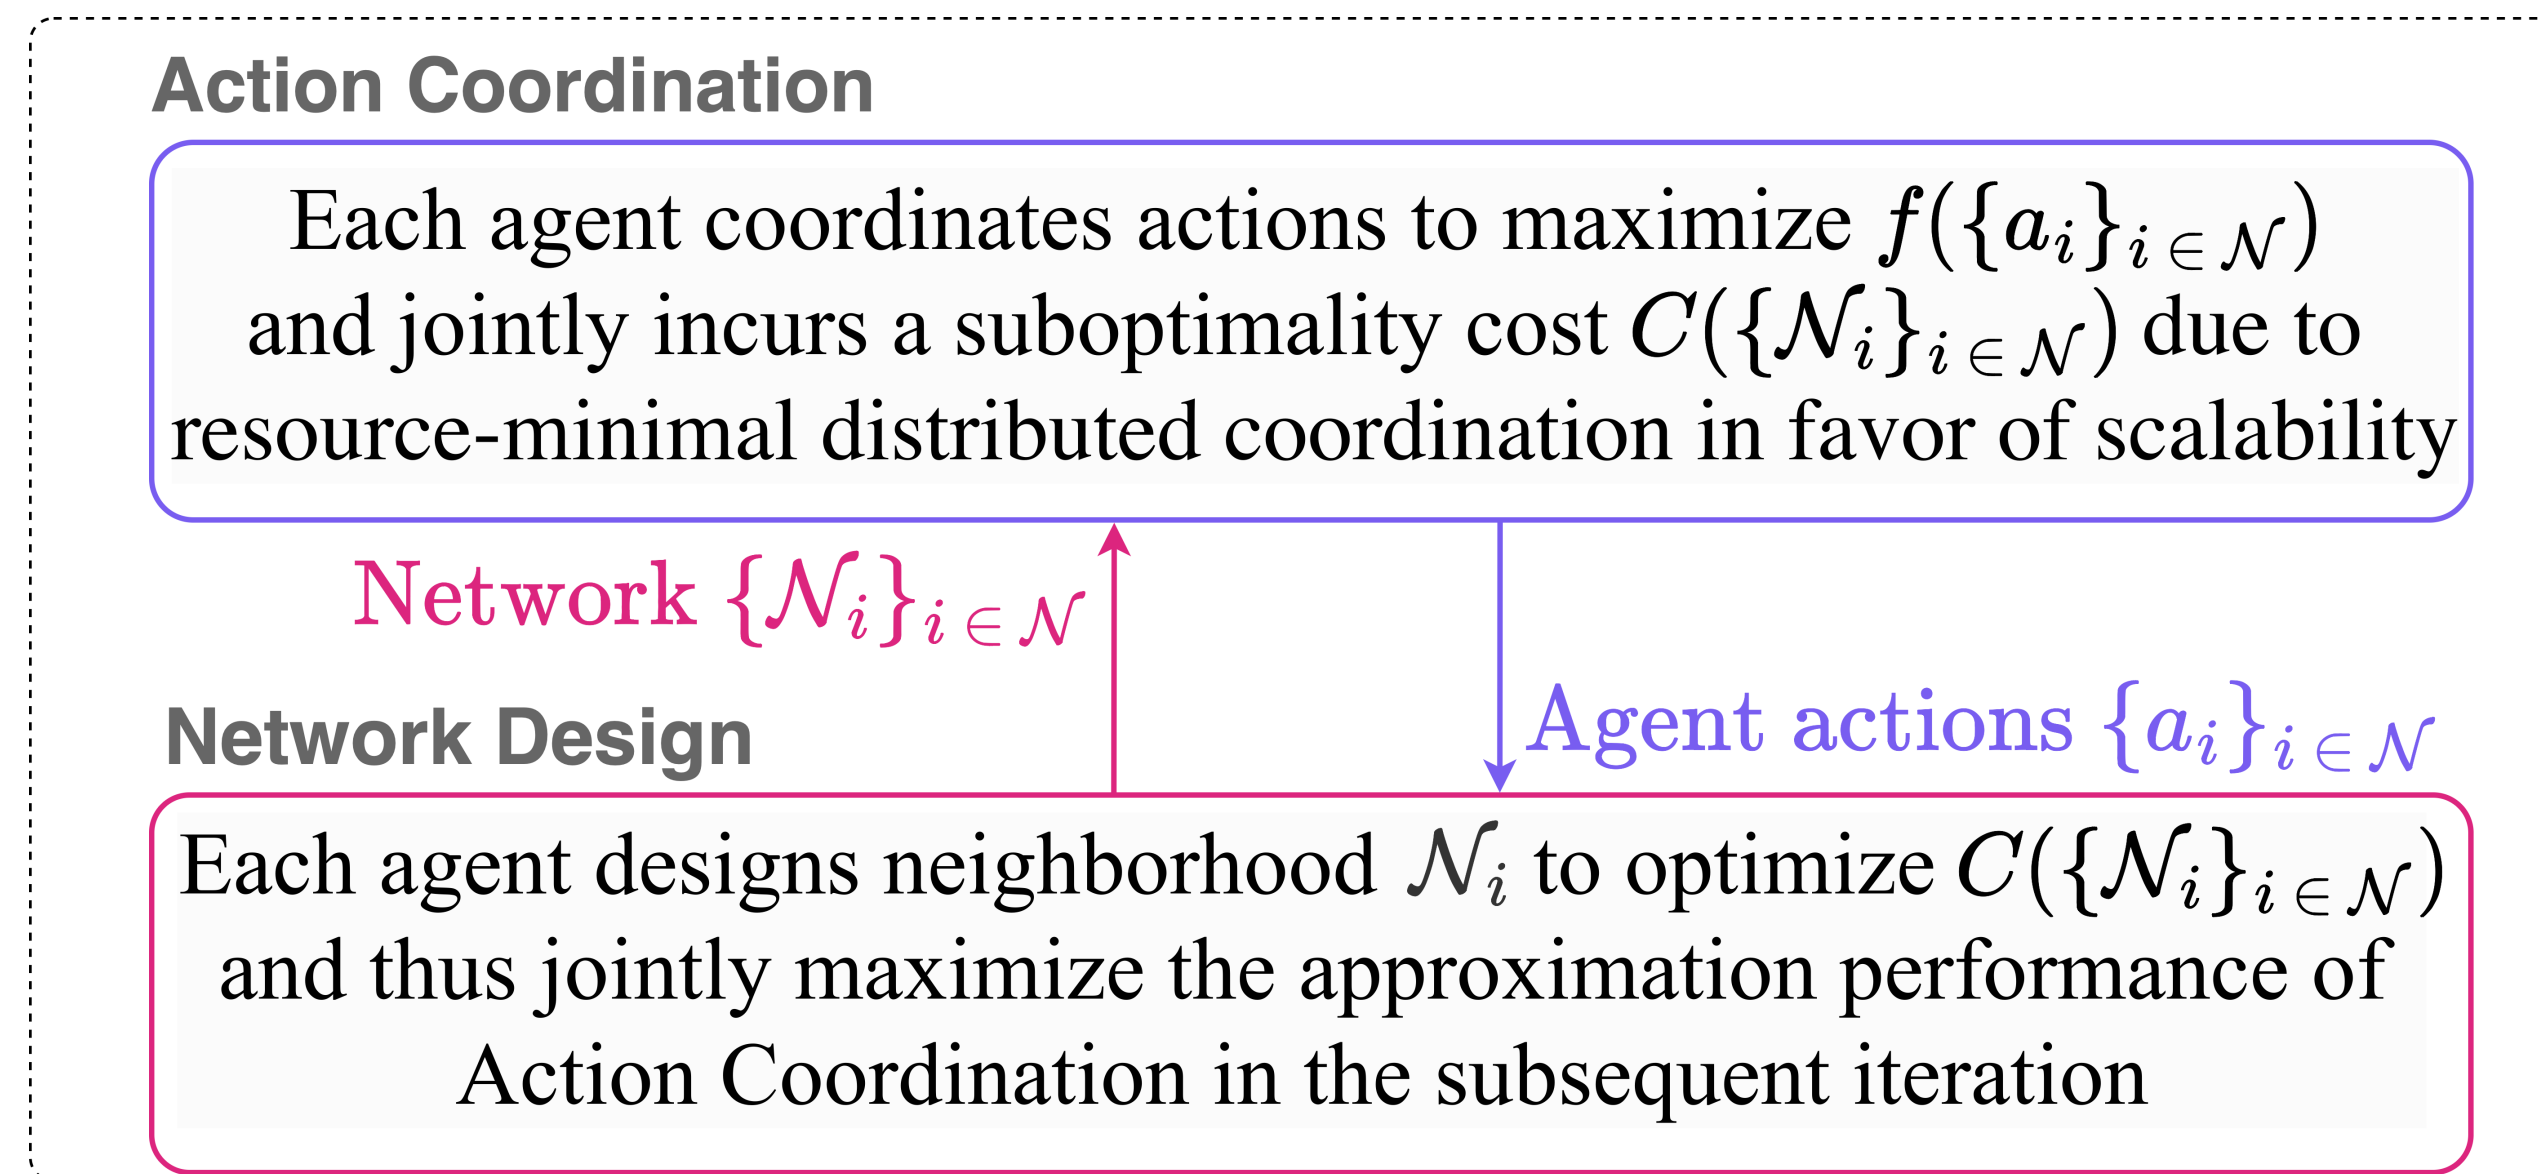 Action Coordination
Each agent coordinates actions to maximize f({a_i}_{i ∈ 𝒩})
and jointly incurs a suboptimality cost C({𝒩_i}_{i ∈ 𝒩}) due to
resource-minimal distributed coordination in favor of scalability
Network {𝒩_i}_{i ∈ 𝒩}
Agent actions {a_i}_{i ∈ 𝒩}
Network Design
Each agent designs neighborhood 𝒩_i to optimize C({𝒩_i}_{i ∈ 𝒩})
and thus jointly maximize the approximation performance of
Action Coordination in the subsequent iteration